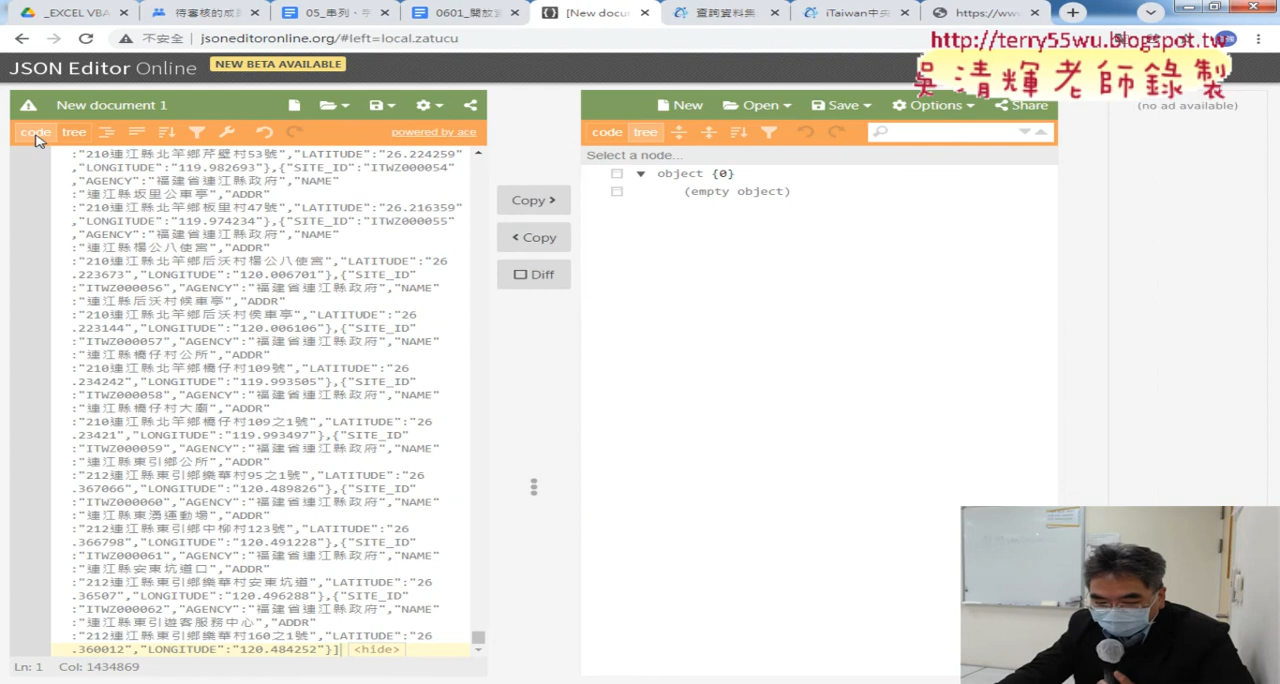 _EXCEL VBA
待審核的成
05_串列、字
0601_開放
[New docu
查詢資料集
iTaiwan中央
https://ww
不安全
jsoneditoronline.org/#left=local.zatucu
http://terry55wu.blogspot.tw
吳清輝老師錄製
JSON Editor Online
NEW BETA AVAILABLE
New document 1
New
Open
Save
Options
Share
(no ad available)
code
tree
powered by ace
code
tree
Select a node...
object {0}
(empty object)
Copy >
< Copy
Diff
:"210連江縣北竿鄉芹壁村53號","LATITUDE":"26.224259"
,"LONGITUDE":"119.982693"},{"SITE_ID":"ITWZ000054"
,"AGENCY":"福建省連江縣政府","NAME"
:"連江縣坂里公車亭","ADDR"
:"210連江縣北竿鄉板里村47號","LATITUDE":"26.216359"
,"LONGITUDE":"119.974234"},{"SITE_ID":"ITWZ000055"
,"AGENCY":"福建省連江縣政府","NAME"
:"連江縣楊公八使宮","ADDR"
:"210連江縣北竿鄉后沃村楊公八使宮","LATITUDE":"26
.223673","LONGITUDE":"120.006701"},{"SITE_ID"
:"ITWZ000056","AGENCY":"福建省連江縣政府","NAME"
:"連江縣后沃村候車亭","ADDR"
:"210連江縣北竿鄉后沃村候車亭","LATITUDE":"26
.223144","LONGITUDE":"120.006106"},{"SITE_ID"
:"ITWZ000057","AGENCY":"福建省連江縣政府","NAME"
:"連江縣橋仔村公所","ADDR"
:"210連江縣北竿鄉橋仔村109號","LATITUDE":"26
.234242","LONGITUDE":"119.993505"},{"SITE_ID"
:"ITWZ000058","AGENCY":"福建省連江縣政府","NAME"
:"連江縣橋仔村大廟","ADDR"
:"210連江縣北竿鄉橋仔村109之1號","LATITUDE":"26
.23421","LONGITUDE":"119.993497"},{"SITE_ID"
:"ITWZ000059","AGENCY":"福建省連江縣政府","NAME"
:"連江縣東引鄉公所","ADDR"
:"212連江縣東引鄉樂華村95之1號","LATITUDE":"26
.367066","LONGITUDE":"120.489826"},{"SITE_ID"
:"ITWZ000060","AGENCY":"福建省連江縣政府","NAME"
:"連江縣東湧運動場","ADDR"
:"212連江縣東引鄉中柳村123號","LATITUDE":"26
.366798","LONGITUDE":"120.491228"},{"SITE_ID"
:"ITWZ000061","AGENCY":"福建省連江縣政府","NAME"
:"連江縣安東坑道口","ADDR"
:"212連江縣東引鄉樂華村安東坑道","LATITUDE":"26
.36507","LONGITUDE":"120.496288"},{"SITE_ID"
:"ITWZ000062","AGENCY":"福建省連江縣政府","NAME"
:"連江縣東引遊客服務中心","ADDR"
:"212連江縣東引鄉樂華村160之1號","LATITUDE":"26
.360012","LONGITUDE":"120.484252"}] <hide>
Ln: 1 Col: 1434869